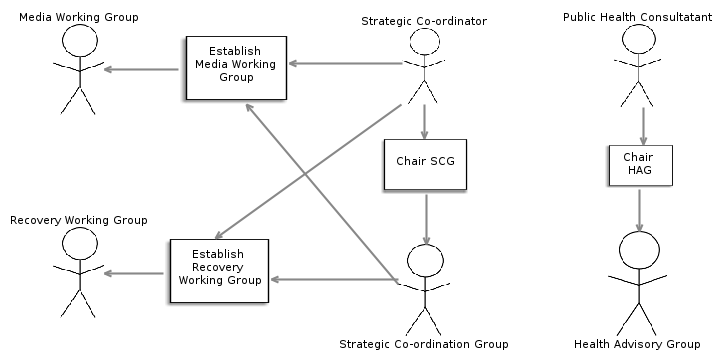 Media Working Group
Strategic Co-ordinator
Public Health Consultatant
Establish
Media Working
Group
Chair SCG
Chair
HAG
Recovery Working Group
Establish
Recovery
Working Group
Strategic Co-ordination Group
Health Advisory Group